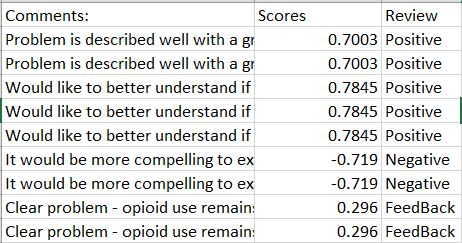 Comments: Scores Review
Problem is described well with a gr 0.7003 Positive
Problem is described well with a gr 0.7003 Positive
Would like to better understand if 0.7845 Positive
Would like to better understand if 0.7845 Positive
Would like to better understand if 0.7845 Positive
It would be more compelling to ex -0.719 Negative
It would be more compelling to ex -0.719 Negative
Clear problem - opioid use remains 0.296 FeedBack
Clear problem - opioid use remains 0.296 FeedBack